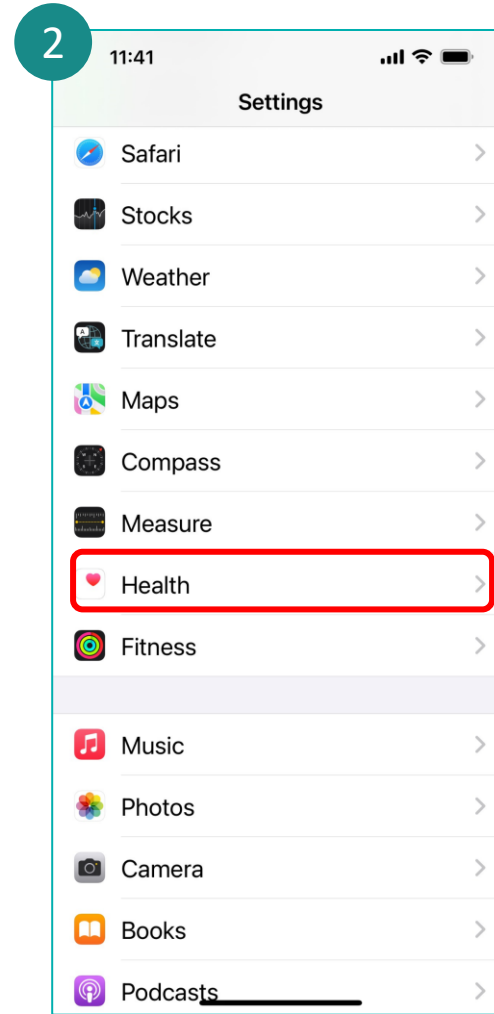 2
11:41
Settings
Safari
Stocks
Weather
Translate
Maps
Compass
Measure
Health
Fitness
Music
Photos
Camera
Books
Podcasts